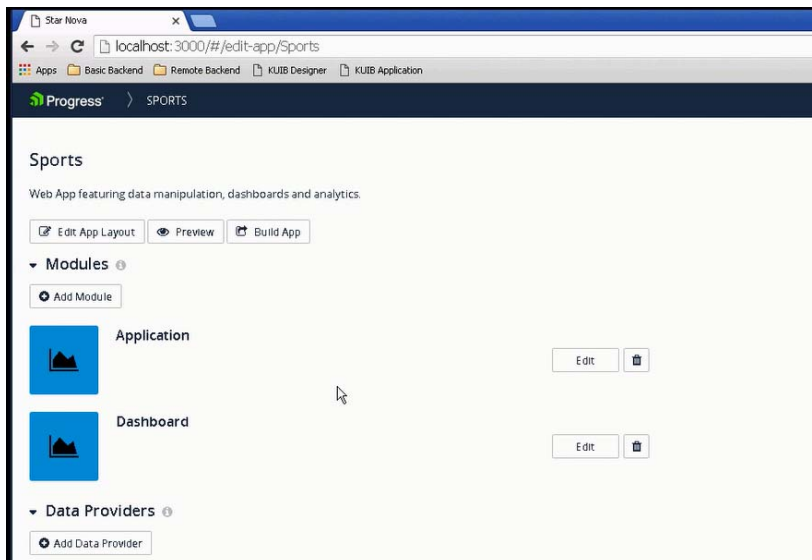 Star Nova
localhost:3000/#/edit-app/Sports
Apps Basic Backend Remote Backend KUIB Designer KUIB Application
Progress SPORTS
Sports
Web App featuring data manipulation, dashboards and analytics.
Edit App Layout Preview Build App
Modules
Add Module
Application
Edit
Dashboard
Edit
Data Providers
Add Data Provider